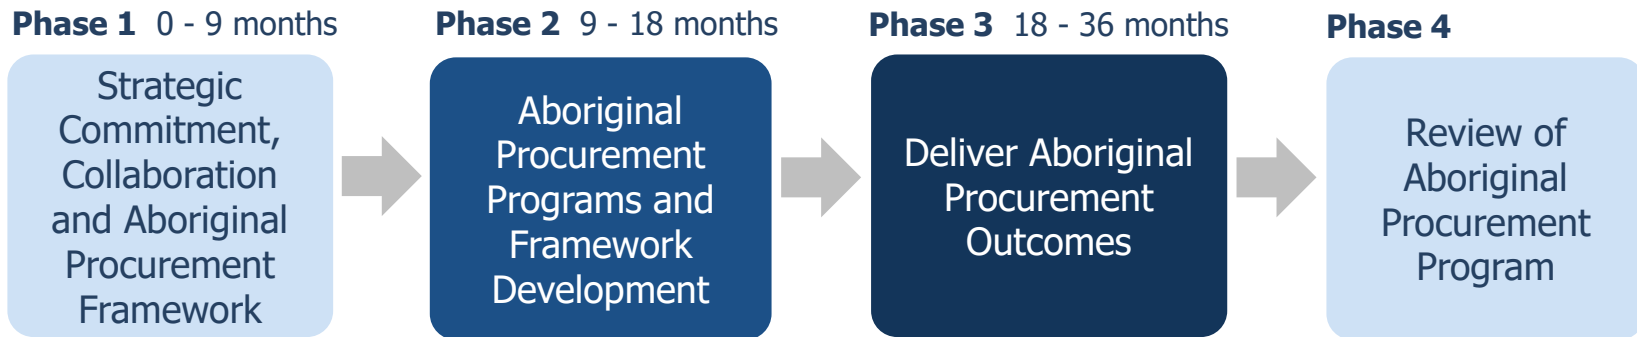 Phase 1 0 - 9 months
Strategic
Commitment,
Collaboration
and Aboriginal
Procurement
Framework
Phase 2 9 - 18 months
Aboriginal
Procurement
Programs and
Framework
Development
Phase 3 18 - 36 months
Deliver Aboriginal
Procurement
Outcomes
Phase 4
Review of
Aboriginal
Procurement
Program